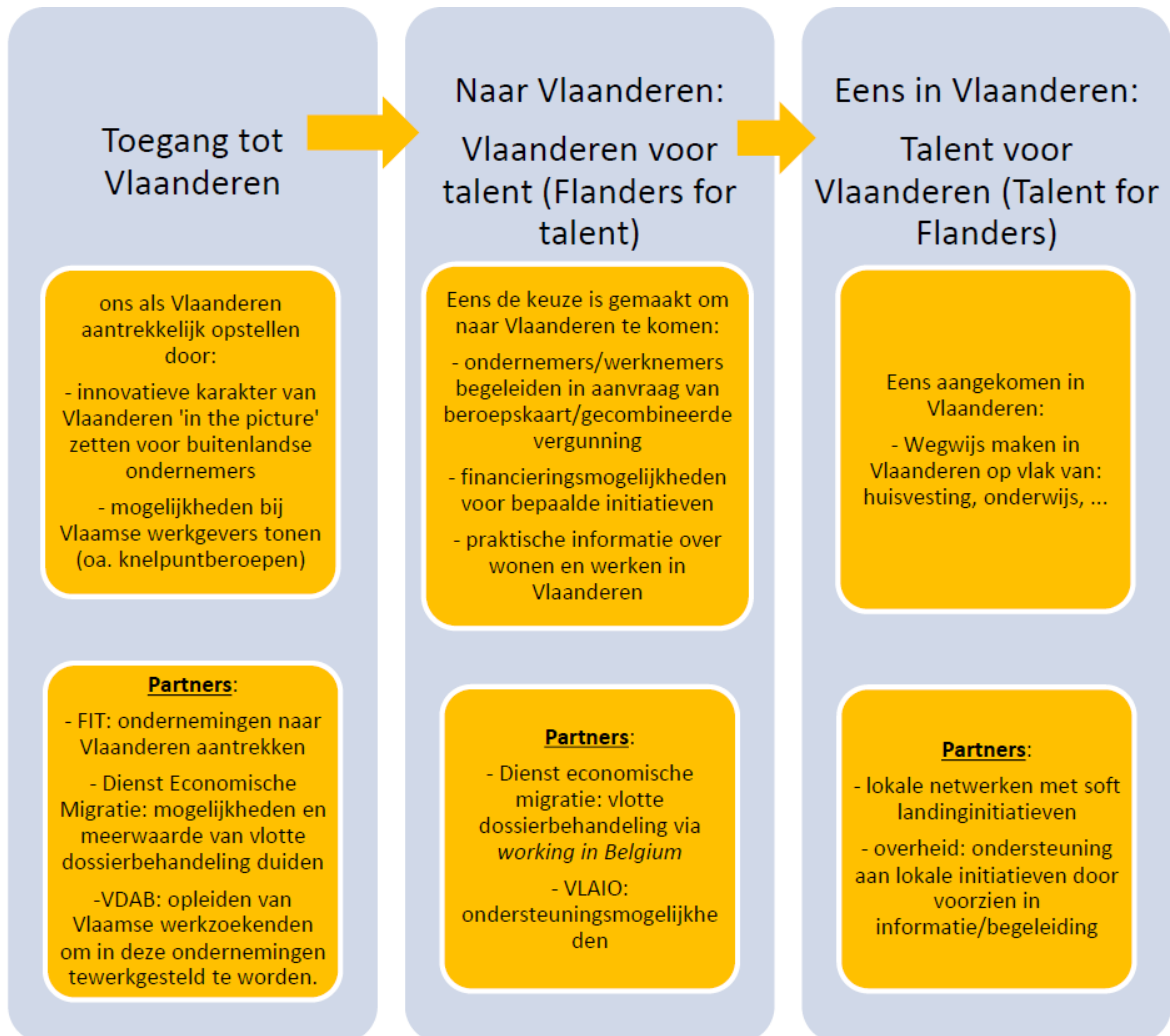 Toegang tot
Vlaanderen
ons als Vlaanderen
aantrekkelijk opstellen
door:
- innovatieve karakter van
Vlaanderen 'in the picture'
zetten voor buitenlandse
ondernemers
- mogelijkheden bij
Vlaamse werkgevers tonen
(oa. knelpuntberoepen)
Partners:
- FIT: ondernemingen naar
Vlaanderen aantrekken
- Dienst Economische
Migratie: mogelijkheden en
meerwaarde van vlotte
dossierbehandeling duiden
-VDAB: opleiden van
Vlaamse werkzoekenden
om in deze ondernemingen
tewerkgesteld te worden.
Naar Vlaanderen:
Vlaanderen voor
talent (Flanders for
talent)
Eens de keuze is gemaakt om
naar Vlaanderen te komen:
- ondernemers/werknemers
begeleiden in aanvraag van
beroepskaart/gecombineerde
vergunning
- financieringsmogelijkheden
voor bepaalde initiatieven
- praktische informatie over
wonen en werken in
Vlaanderen
Partners:
- Dienst economische
migratie: vlotte
dossierbehandeling via
working in Belgium
- VLAIO:
ondersteuningsmogelijkhe
den
Eens in Vlaanderen:
Talent voor
Vlaanderen (Talent for
Flanders)
Eens aangekomen in
Vlaanderen:
- Wegwijs maken in
Vlaanderen op vlak van:
huisvesting, onderwijs, ...
Partners:
- lokale netwerken met soft
landinginitiatieven
- overheid: ondersteuning
aan lokale initiatieven door
voorzien in
informatie/begeleiding